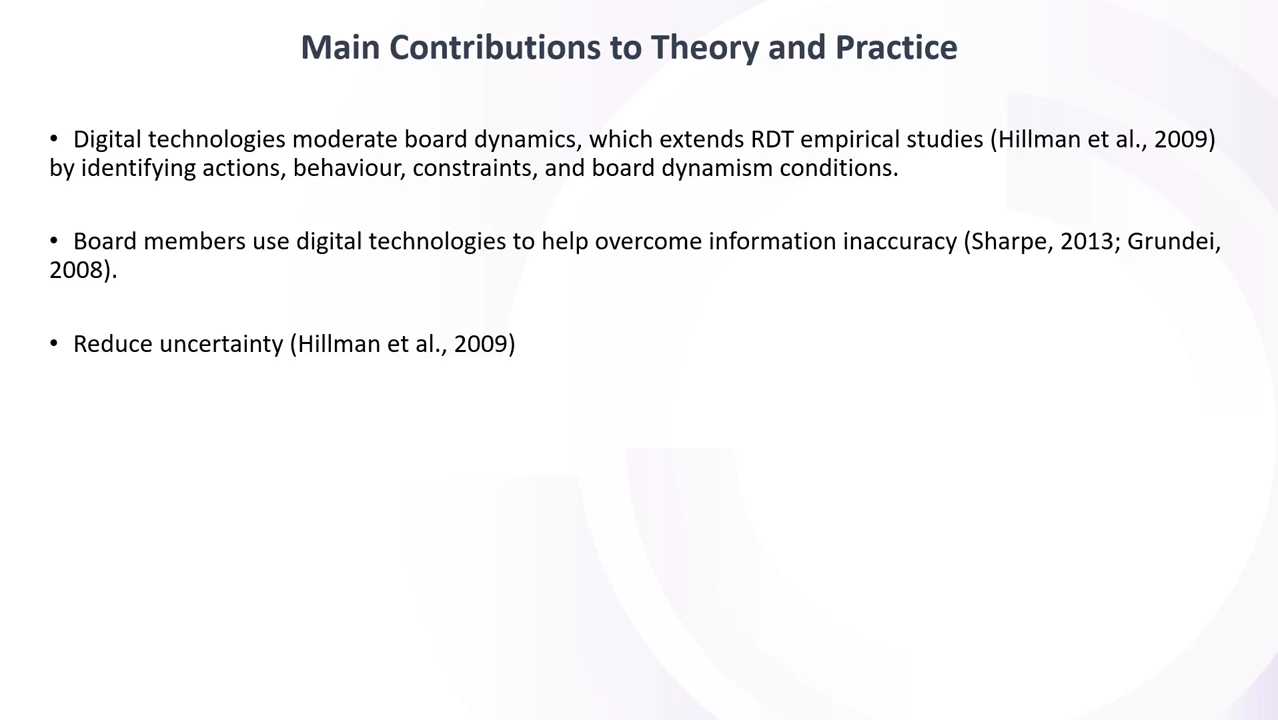 Main Contributions to Theory and Practice
• Digital technologies moderate board dynamics, which extends RDT empirical studies (Hillman et al., 2009)
by identifying actions, behaviour, constraints, and board dynamism conditions.
• Board members use digital technologies to help overcome information inaccuracy (Sharpe, 2013; Grundei,
2008).
• Reduce uncertainty (Hillman et al., 2009)